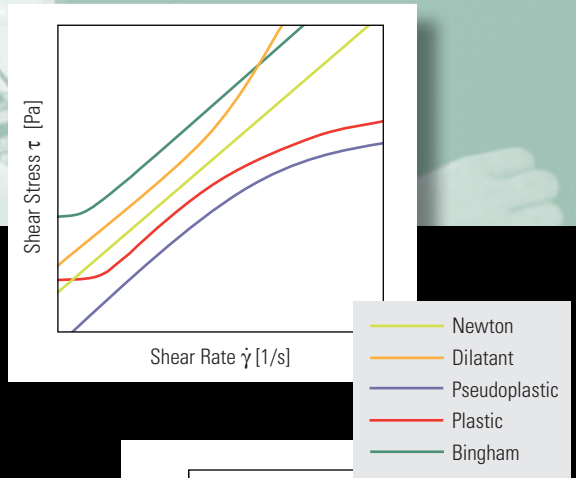 Shear Stress τ [Pa]
Shear Rate γ̇ [1/s]
Newton
Dilatant
Pseudoplastic
Plastic
Bingham